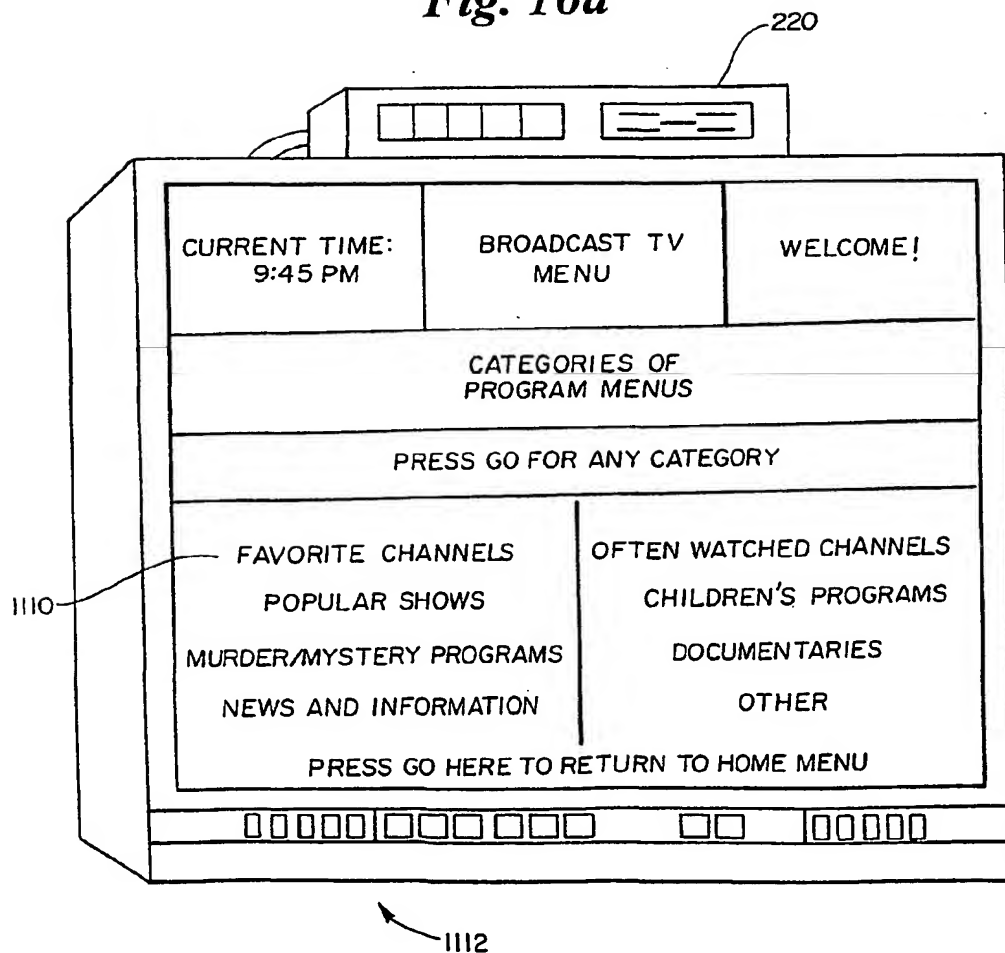 Fig. 16a
220
CURRENT TIME:
9:45 PM
BROADCAST TV
MENU
WELCOME!
CATEGORIES OF
PROGRAM MENUS
PRESS GO FOR ANY CATEGORY
1110
FAVORITE CHANNELS
POPULAR SHOWS
MURDER/MYSTERY PROGRAMS
NEWS AND INFORMATION
OFTEN WATCHED CHANNELS
CHILDREN'S PROGRAMS
DOCUMENTARIES
OTHER
PRESS GO HERE TO RETURN TO HOME MENU
1112